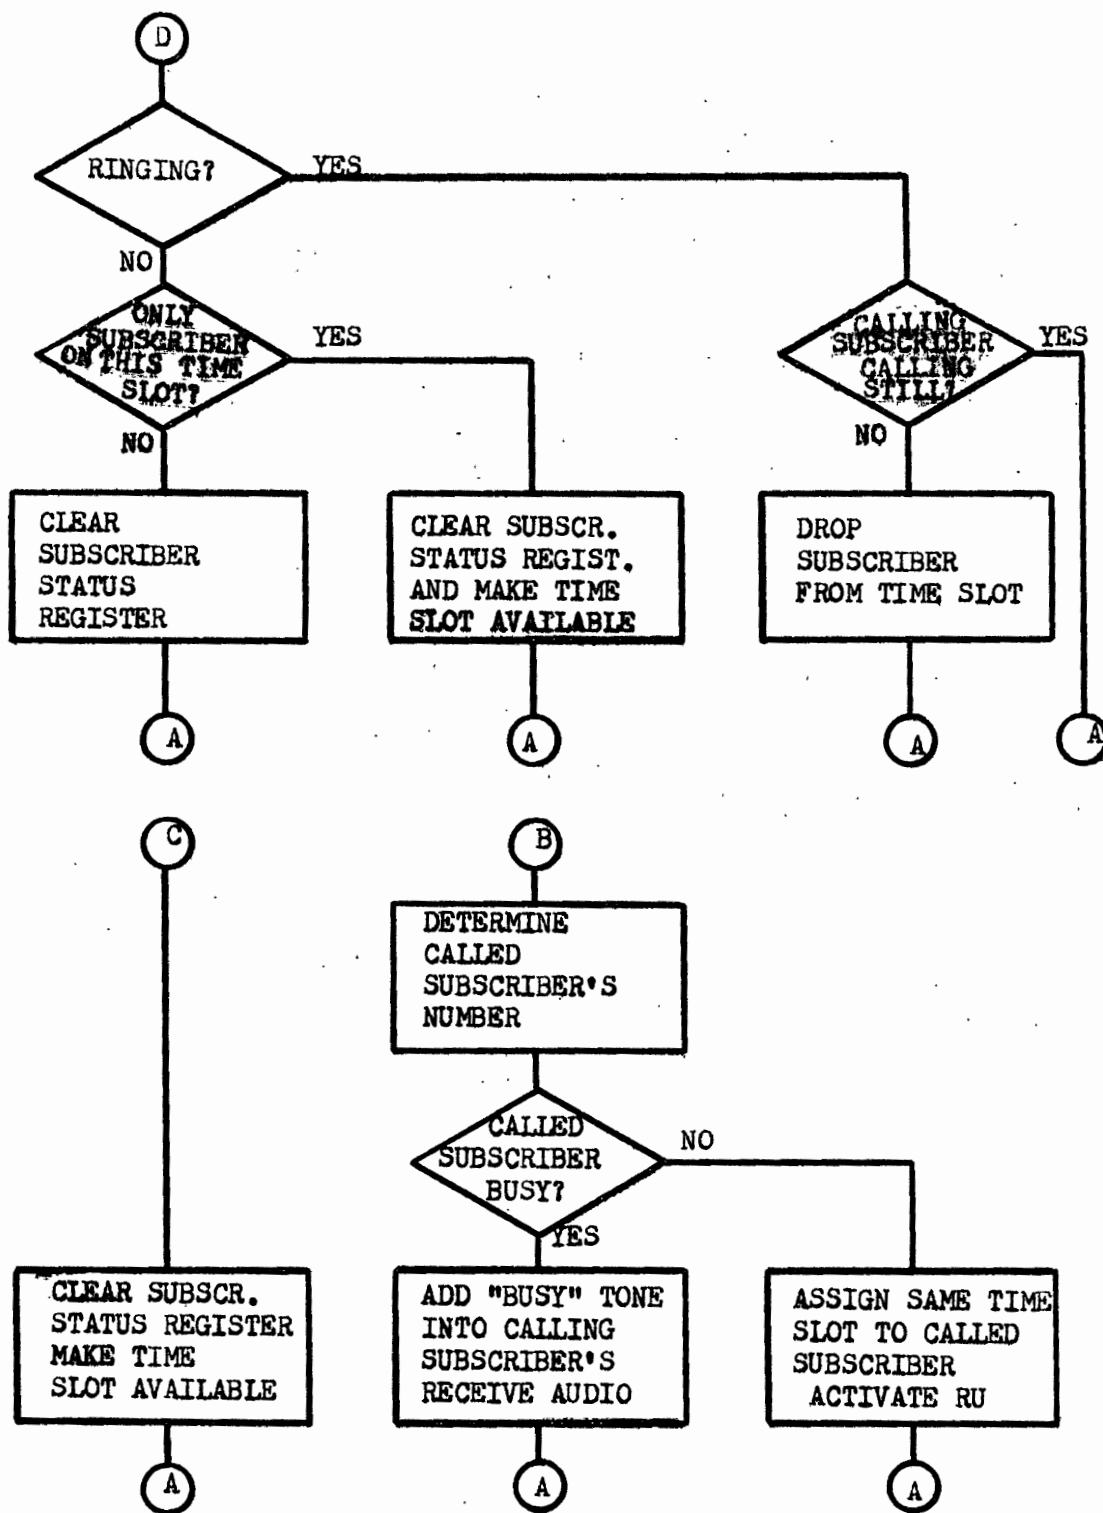 D
RINGING?
YES
NO
ONLY
SUBSCRIBER
ON THIS TIME
SLOT?
YES
NO
CALLING
SUBSCRIBER
CALLING
STILL?
YES
NO
CLEAR
SUBSCRIBER
STATUS
REGISTER
CLEAR SUBSCR.
STATUS REGIST.
AND MAKE TIME
SLOT AVAILABLE
DROP
SUBSCRIBER
FROM TIME SLOT
A
A
A
A
C
B
DETERMINE
CALLED
SUBSCRIBER'S
NUMBER
CALLED
SUBSCRIBER
BUSY?
NO
YES
CLEAR SUBSCR.
STATUS REGISTER
MAKE TIME
SLOT AVAILABLE
ADD "BUSY" TONE
INTO CALLING
SUBSCRIBER'S
RECEIVE AUDIO
ASSIGN SAME TIME
SLOT TO CALLED
SUBSCRIBER
ACTIVATE RU
A
A
A